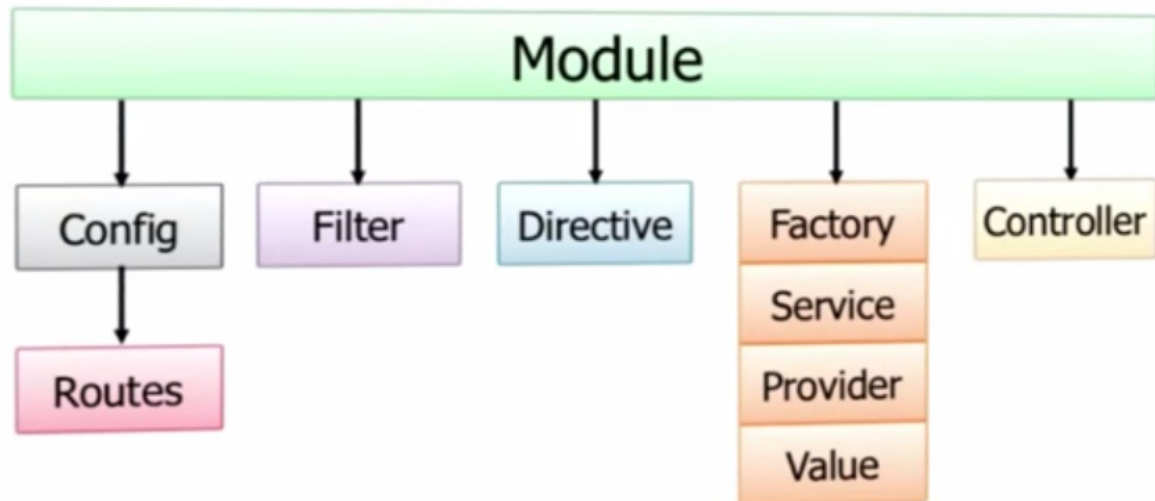 Module
Config
Filter
Directive
Factory
Controller
Service
Provider
Routes
Value